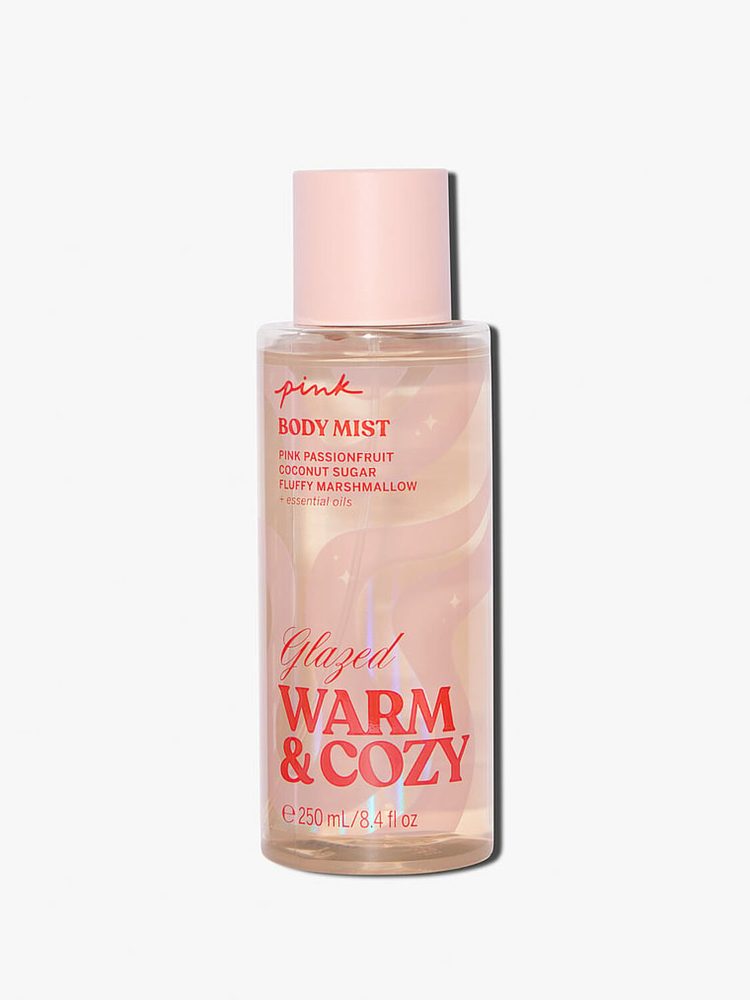 pink
BODY MIST
PINK PASSIONFRUIT
COCONUT SUGAR
FLUFFY MARSHMALLOW
+ essential oils
Glazed
WARM
& COZY
℮ 250 mL/8.4 fl oz